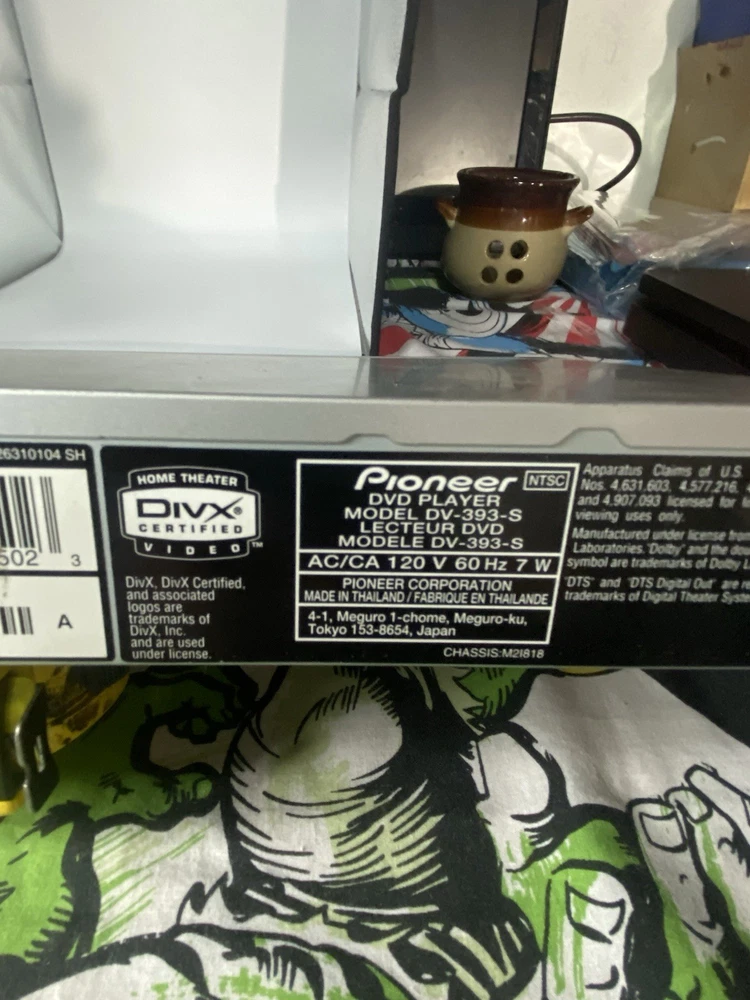 26310104 SH
502 3
A
HOME THEATER
DIVX®
CERTIFIED
VIDEO™
DivX, DivX Certified,
and associated
logos are
trademarks of
DivX, Inc.
and are used
under license.
Pioneer NTSC
DVD PLAYER
MODEL DV-393-S
LECTEUR DVD
MODELE DV-393-S
AC/CA 120 V 60 Hz 7 W
PIONEER CORPORATION
MADE IN THAILAND / FABRIQUE EN THAILANDE
4-1, Meguro 1-chome, Meguro-ku,
Tokyo 153-8654, Japan
CHASSIS:M21818
Apparatus Claims of U.S.
Nos. 4,631,603, 4,577,216,
and 4,907,093 licensed for
viewing uses only.
Manufactured under license from
Laboratories. 'Dolby' and the
symbol are trademarks of Dolby
'DTS' and 'DTS Digital Out' are
trademarks of Digital Theater